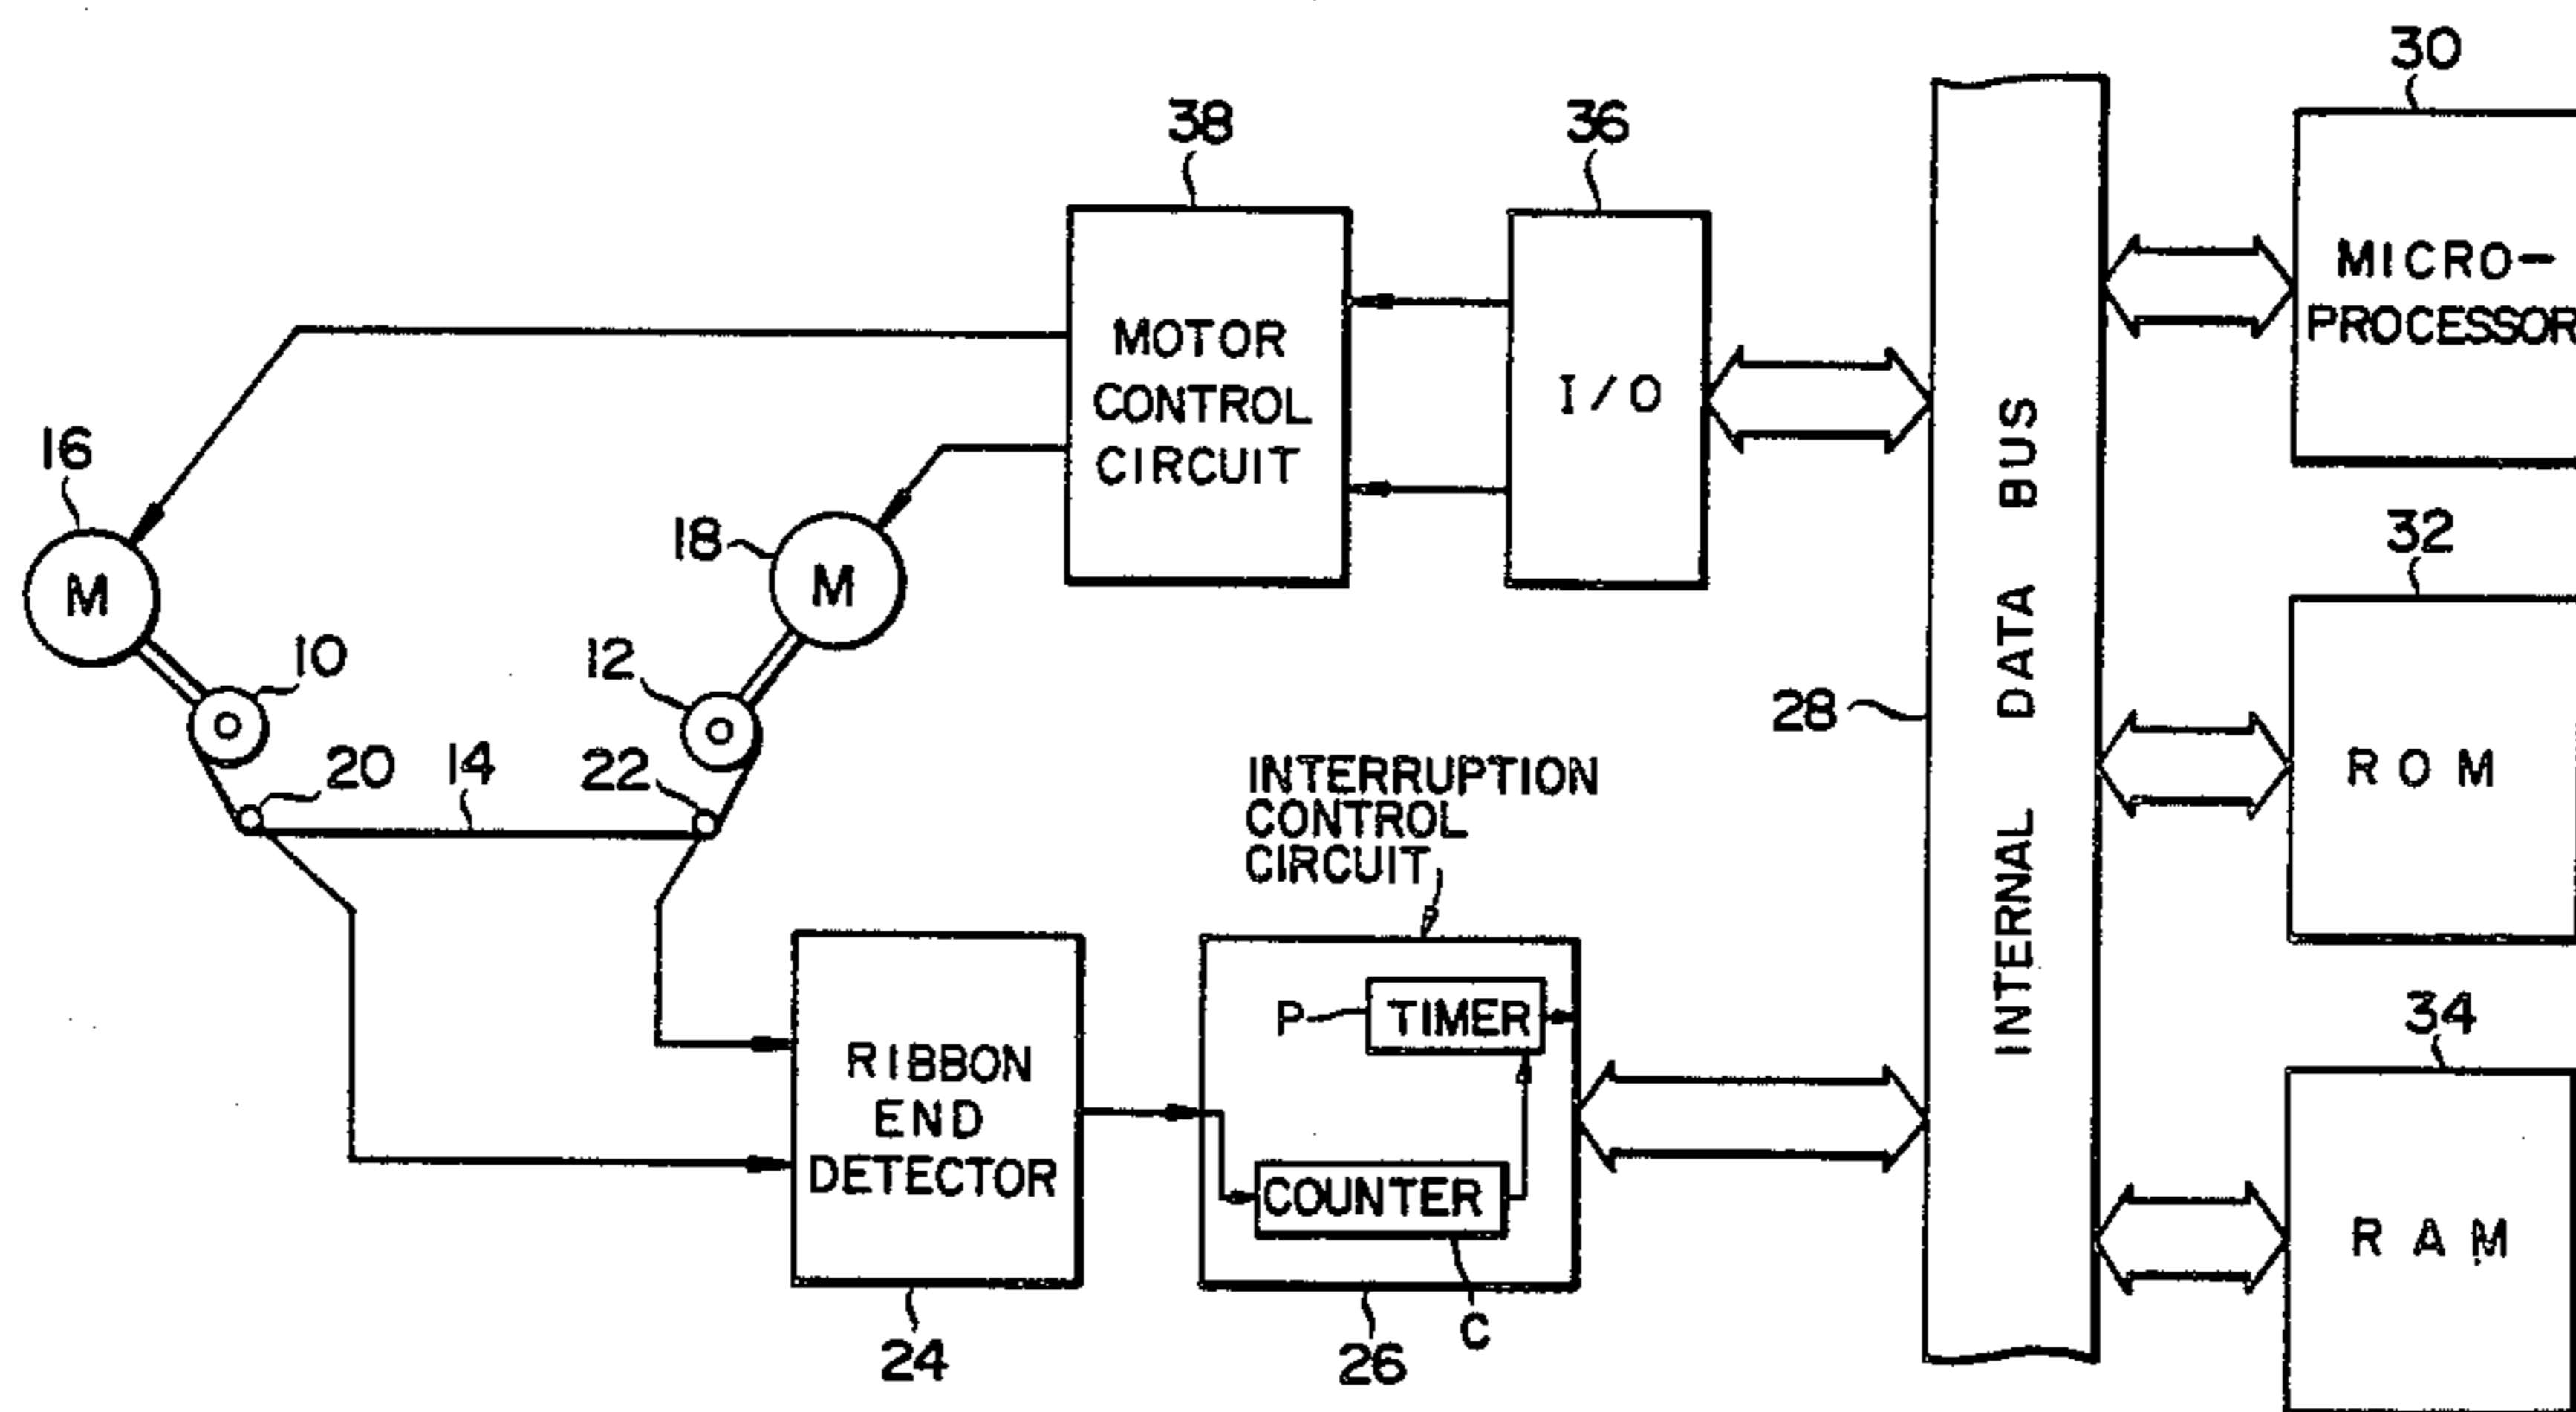 30
38
36
MICRO-
PROCESSOR
MOTOR
CONTROL
CIRCUIT
I/O
16
M
18
M
32
10
12
28
INTERNAL DATA BUS
ROM
20
14
22
INTERRUPTION
CONTROL
CIRCUIT
34
P
TIMER
RIBBON
END
DETECTOR
COUNTER
RAM
24
26
C